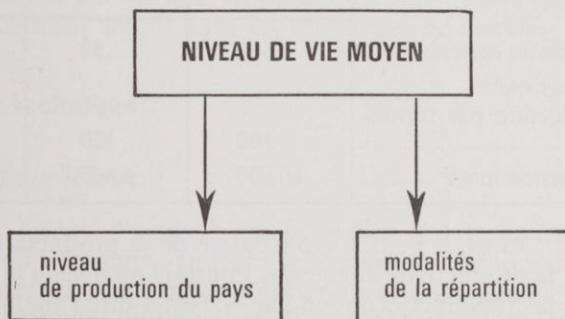 NIVEAU DE VIE MOYEN
niveau
de production du pays
modalités
de la répartition